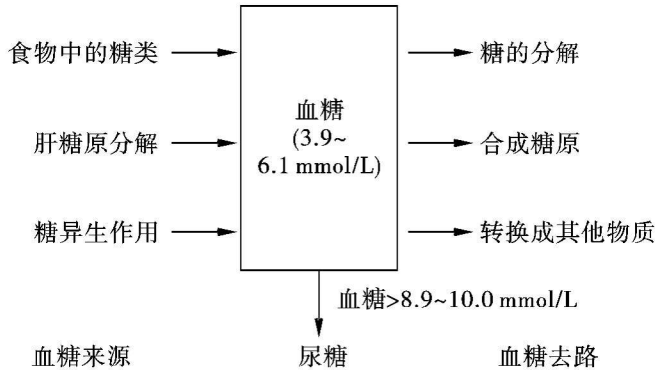 食物中的糖类
糖的分解
血糖
(3.9~
6.1 mmol/L)
肝糖原分解
合成糖原
糖异生作用
转换成其他物质
血糖>8.9~10.0 mmol/L
血糖来源
尿糖
血糖去路